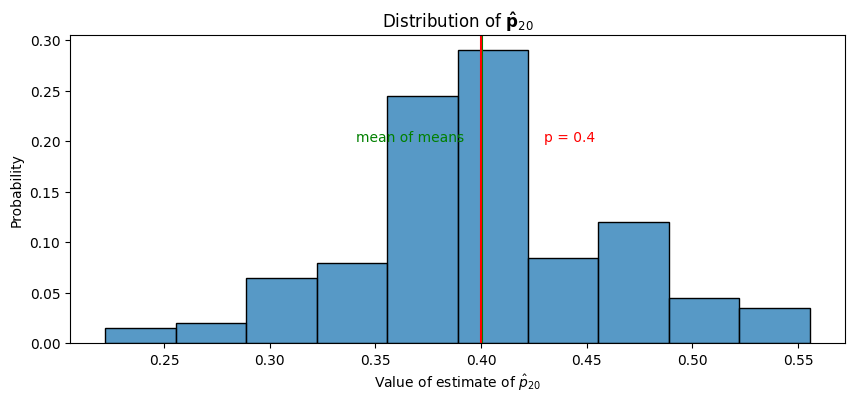 Distribution of p̂₂₀
0.30
0.25
0.20
0.15
0.10
0.05
0.00
Probability
mean of means
p = 0.4
0.25 0.30 0.35 0.40 0.45 0.50 0.55
Value of estimate of p̂₂₀